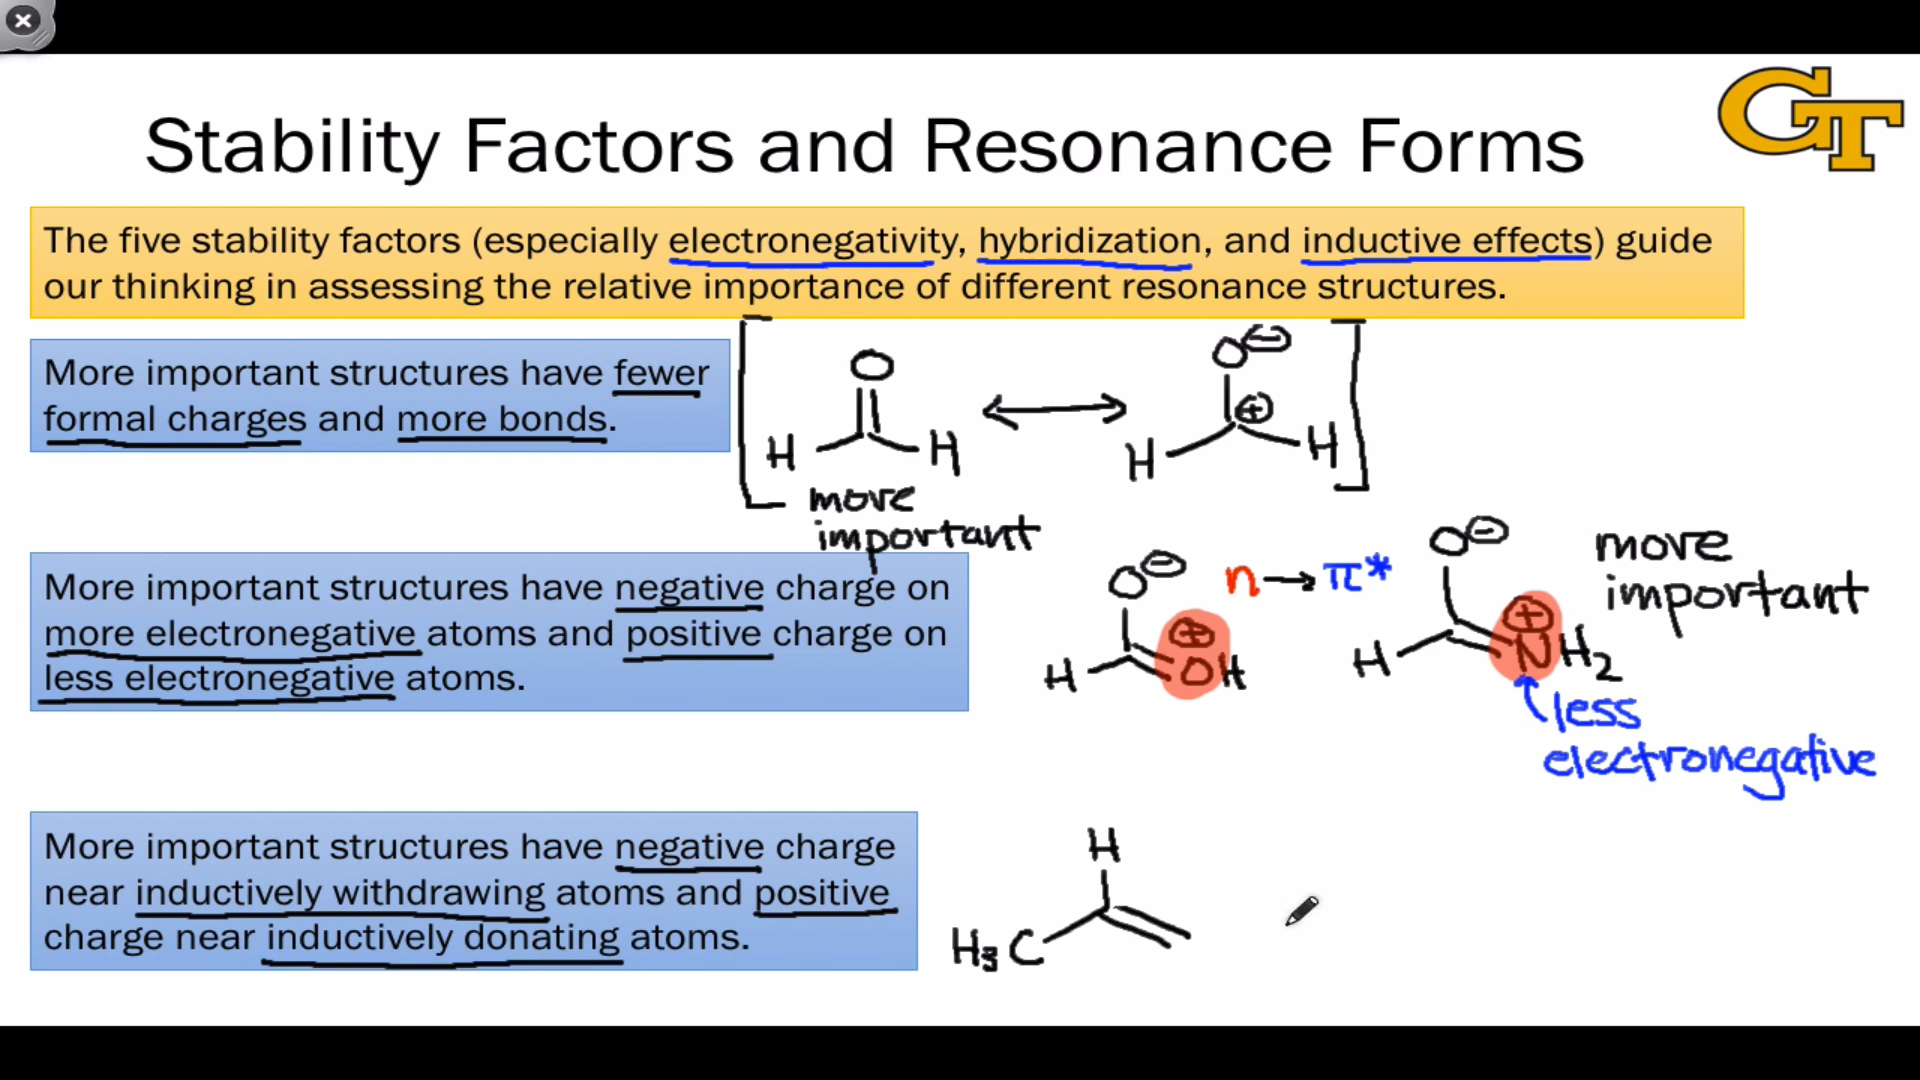 GT
Stability Factors and Resonance Forms
The five stability factors (especially electronegativity, hybridization, and inductive effects) guide
our thinking in assessing the relative importance of different resonance structures.
More important structures have fewer
formal charges and more bonds.
O
H H
more
important
O⊖
⊕
H H
More important structures have negative charge on
more electronegative atoms and positive charge on
less electronegative atoms.
O⊖
⊕
H OH
n → π*
O⊖
⊕
H NH₂
more
important
less
electronegative
More important structures have negative charge
near inductively withdrawing atoms and positive
charge near inductively donating atoms.
H
H₃C